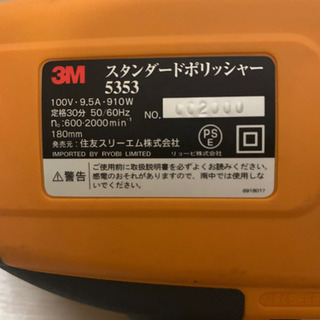 3M スタンダードポリッシャー
5353
100V・9.5A・910W
定格30分 50/60Hz NO.
n₀:600-2000min⁻¹
180mm
発売元: 住友スリーエム株式会社
IMPORTED BY RYOBI LIMITED リョービ株式会社
PSE
⚠警告 ご使用前に取扱説明書を必ずよくお読みください。
感電のおそれがありますので、雨中では使用しな
いでください。
6918017